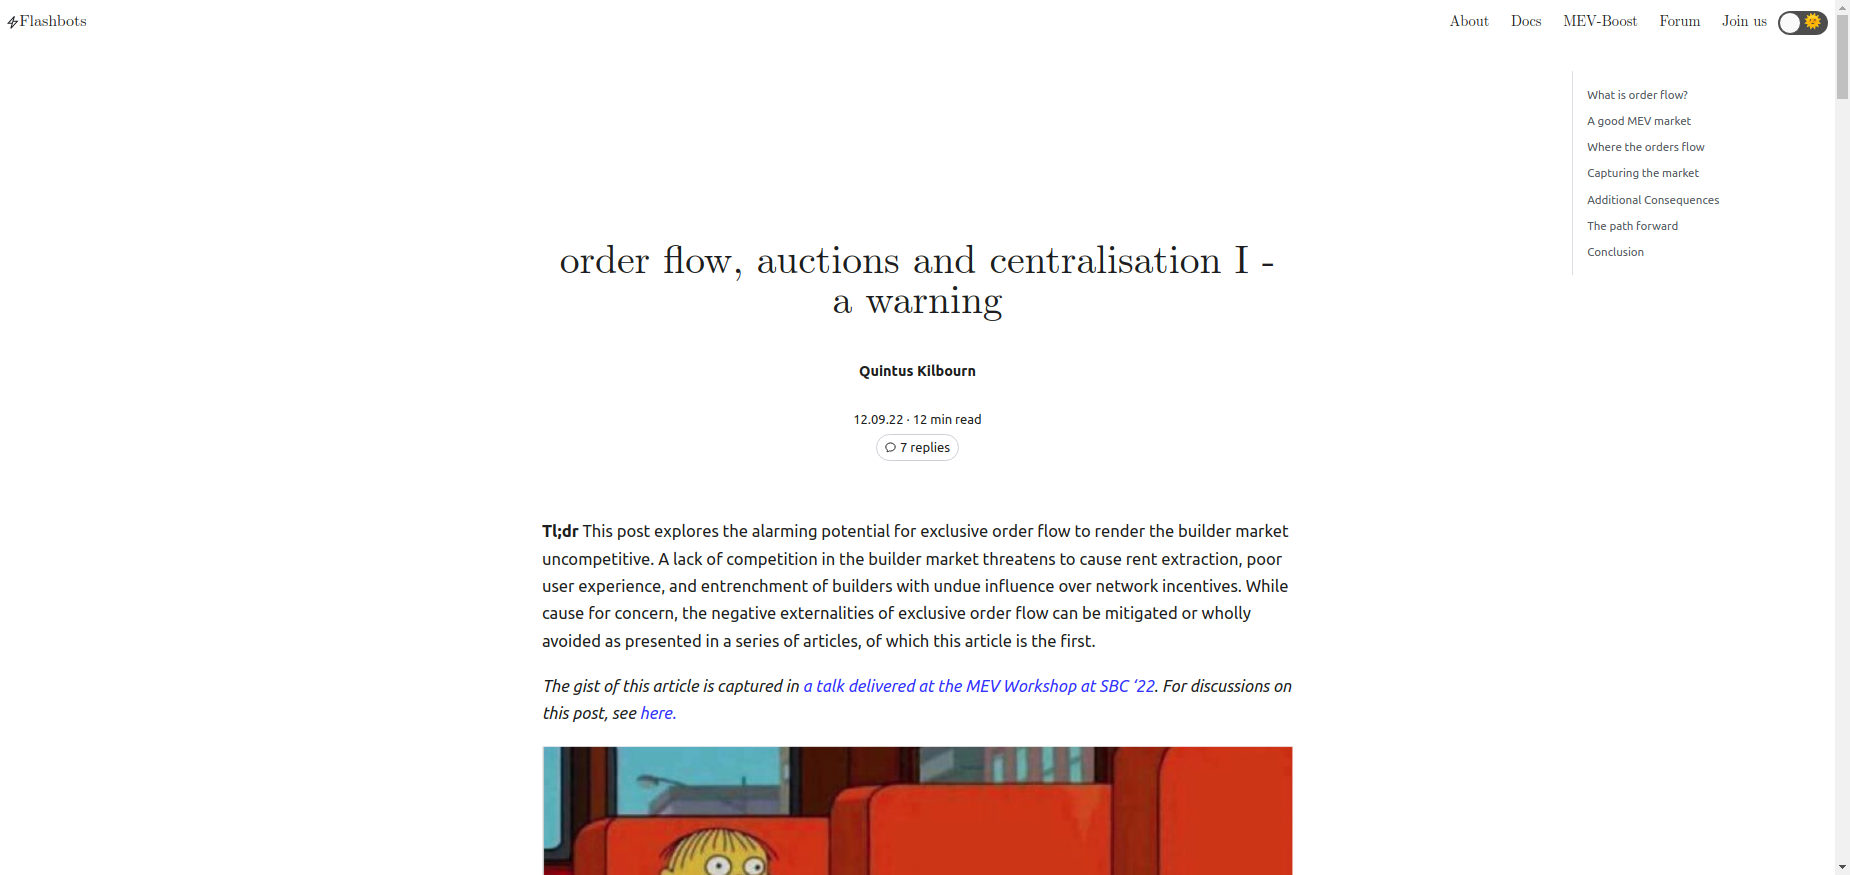 Flashbots
About Docs MEV-Boost Forum Join us
What is order flow?
A good MEV market
Where the orders flow
Capturing the market
Additional Consequences
The path forward
Conclusion
order flow, auctions and centralisation I -
a warning
Quintus Kilbourn
12.09.22 · 12 min read
7 replies
Tl;dr This post explores the alarming potential for exclusive order flow to render the builder market
uncompetitive. A lack of competition in the builder market threatens to cause rent extraction, poor
user experience, and entrenchment of builders with undue influence over network incentives. While
cause for concern, the negative externalities of exclusive order flow can be mitigated or wholly
avoided as presented in a series of articles, of which this article is the first.
The gist of this article is captured in a talk delivered at the MEV Workshop at SBC ‘22. For discussions on
this post, see here.